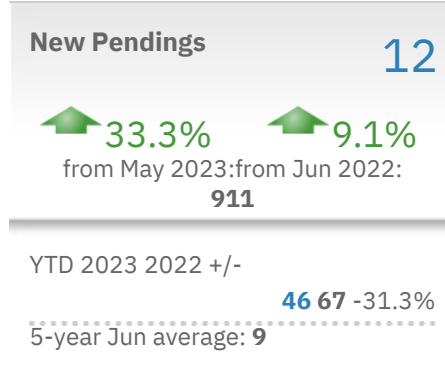 New Pendings
12
33.3% 9.1%
from May 2023:from Jun 2022:
911
YTD 2023 2022 +/-
46 67 -31.3%
5-year Jun average: 9